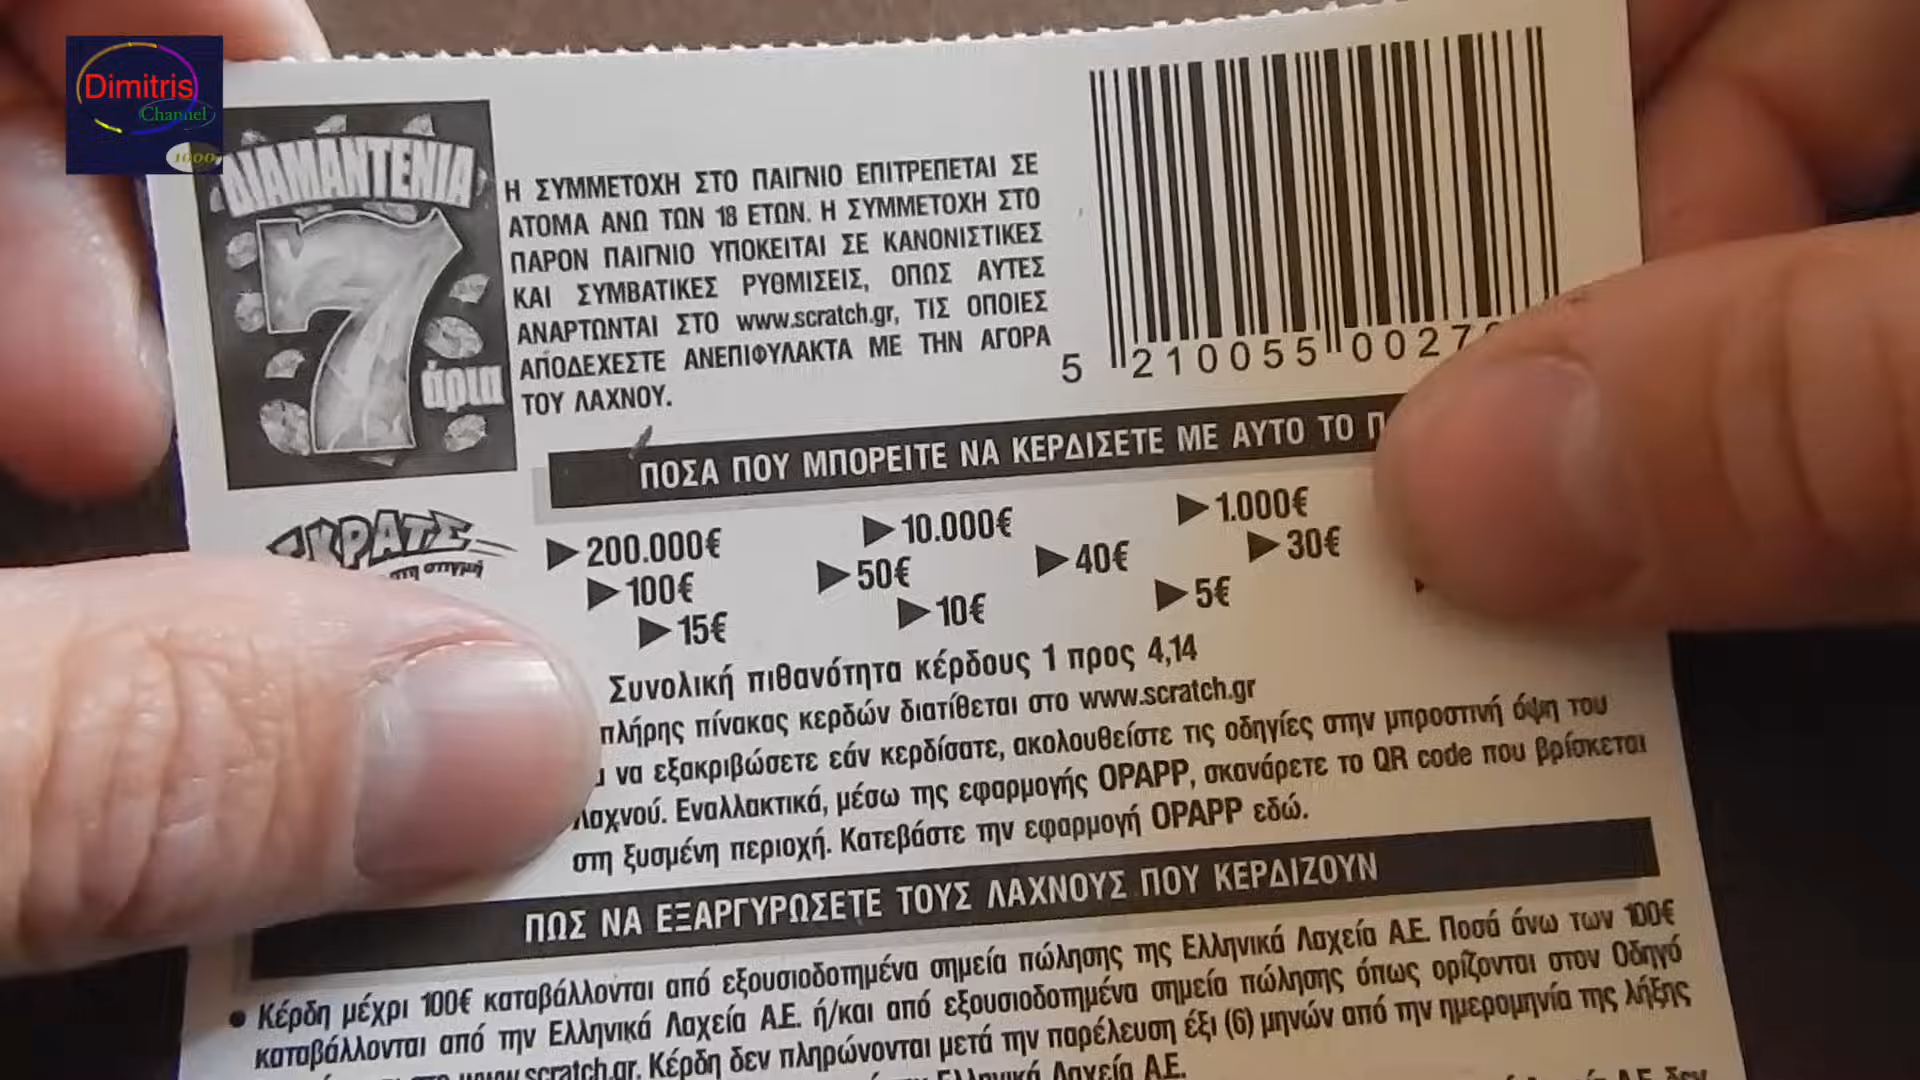 Dimitris
Channel
1000
ΔΙΑΜΑΝΤΕΝΙΑ
7
άρια
Η ΣΥΜΜΕΤΟΧΗ ΣΤΟ ΠΑΙΓΝΙΟ ΕΠΙΤΡΕΠΕΤΑΙ ΣΕ
ΑΤΟΜΑ ΑΝΩ ΤΩΝ 18 ΕΤΩΝ. Η ΣΥΜΜΕΤΟΧΗ ΣΤΟ
ΠΑΡΟΝ ΠΑΙΓΝΙΟ ΥΠΟΚΕΙΤΑΙ ΣΕ ΚΑΝΟΝΙΣΤΙΚΕΣ
ΚΑΙ ΣΥΜΒΑΤΙΚΕΣ ΡΥΘΜΙΣΕΙΣ, ΟΠΩΣ ΑΥΤΕΣ
ΑΝΑΡΤΩΝΤΑΙ ΣΤΟ www.scratch.gr, ΤΙΣ ΟΠΟΙΕΣ
ΑΠΟΔΕΧΕΣΤΕ ΑΝΕΠΙΦΥΛΑΚΤΑ ΜΕ ΤΗΝ ΑΓΟΡΑ
ΤΟΥ ΛΑΧΝΟΥ.
5 210055 0027
ΠΟΣΑ ΠΟΥ ΜΠΟΡΕΙΤΕ ΝΑ ΚΕΡΔΙΣΕΤΕ ΜΕ ΑΥΤΟ ΤΟ
ΣΚΡΑΤΣ
στη στιγμή
▶200.000€ ▶10.000€ ▶1.000€
▶100€ ▶50€ ▶40€ ▶30€
▶15€ ▶10€ ▶5€
Συνολική πιθανότητα κέρδους 1 προς 4,14
πλήρης πίνακας κερδών διατίθεται στο www.scratch.gr
να εξακριβώσετε εάν κερδίσατε, ακολουθείστε τις οδηγίες στην μπροστινή όψη του
λαχνού. Εναλλακτικά, μέσω της εφαρμογής OPAPP, σκανάρετε το QR code που βρίσκεται
στη ξυσμένη περιοχή. Κατεβάστε την εφαρμογή OPAPP εδώ.
ΠΩΣ ΝΑ ΕΞΑΡΓΥΡΩΣΕΤΕ ΤΟΥΣ ΛΑΧΝΟΥΣ ΠΟΥ ΚΕΡΔΙΖΟΥΝ
• Κέρδη μέχρι 100€ καταβάλλονται από εξουσιοδοτημένα σημεία πώλησης της Ελληνικά Λαχεία Α.Ε. Ποσά άνω των 100€
καταβάλλονται από την Ελληνικά Λαχεία Α.Ε. ή/και από εξουσιοδοτημένα σημεία πώλησης όπως ορίζονται στον Οδηγό
www.scratch.gr. Κέρδη δεν πληρώνονται μετά την παρέλευση έξι (6) μηνών από την ημερομηνία της λήξης
Ελληνικά Λαχεία Α.Ε.
Α.Ε. δεν